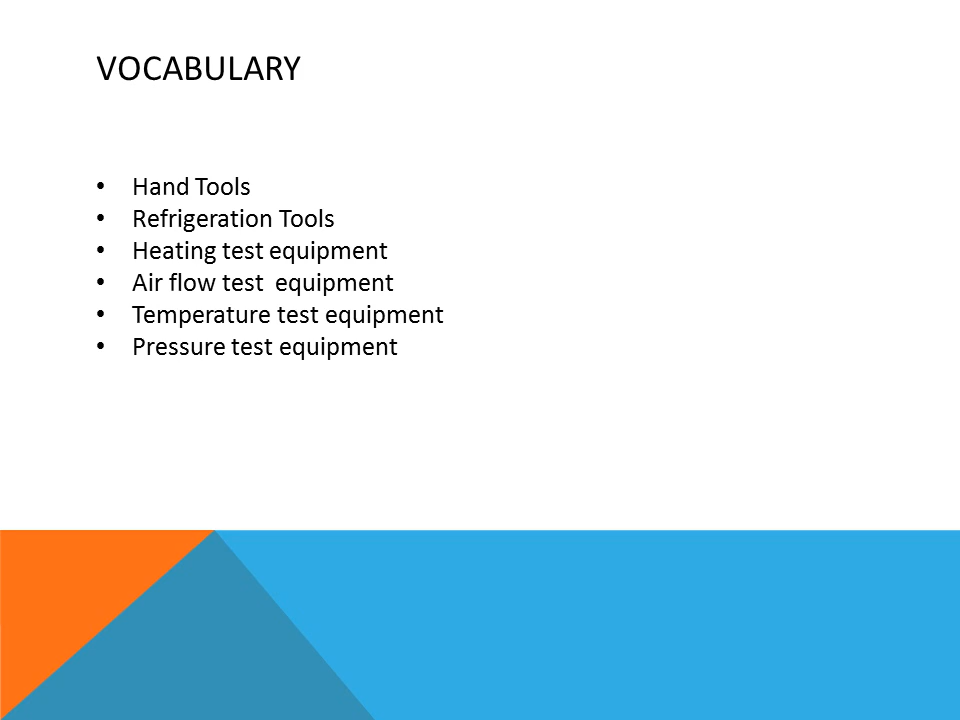 VOCABULARY
• Hand Tools
• Refrigeration Tools
• Heating test equipment
• Air flow test  equipment
• Temperature test equipment
• Pressure test equipment